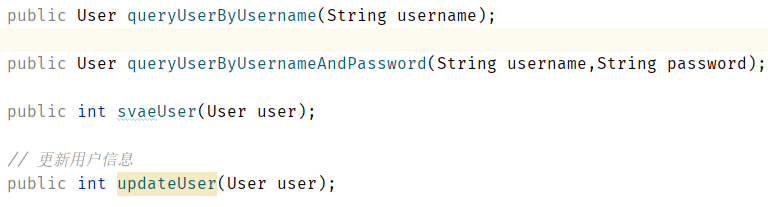 public User queryUserByUsername(String username);
public User queryUserByUsernameAndPassword(String username,String password);
public int svaeUser(User user);
// 更新用户信息
public int updateUser(User user);